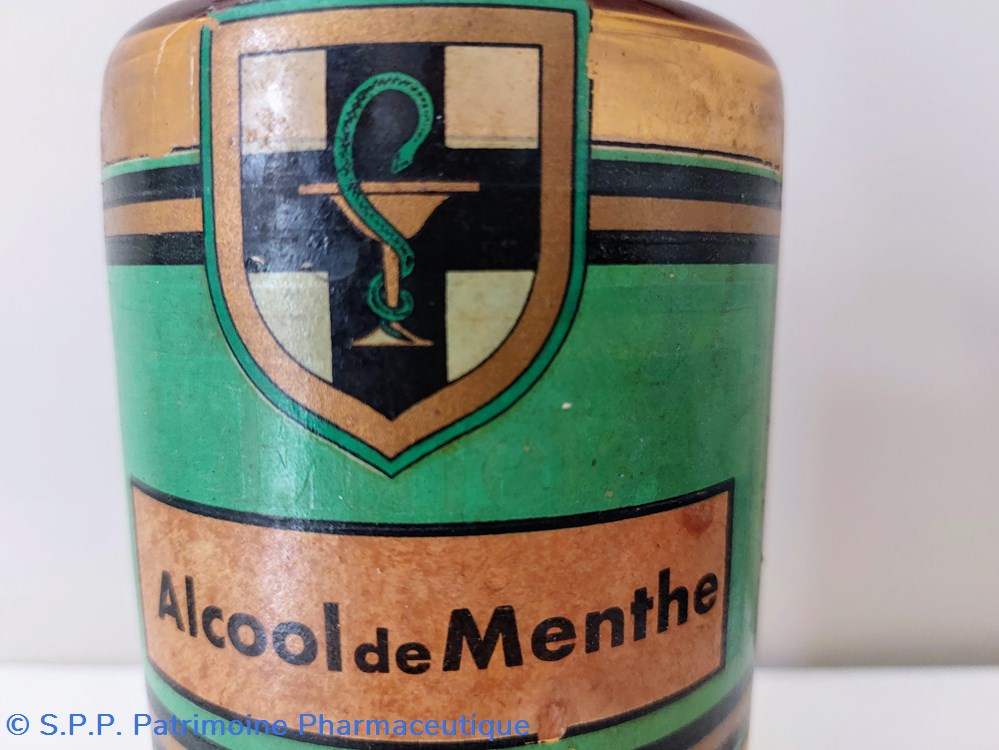 Alcool de Menthe
© S.P.P. Patrimoine Pharmaceutique